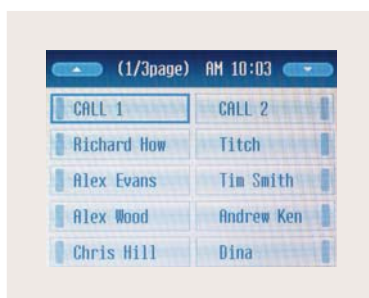 (1/3page) AM 10:03
CALL 1 CALL 2
Richard How Titch
Alex Evans Tim Smith
Alex Wood Andrew Ken
Chris Hill Dina